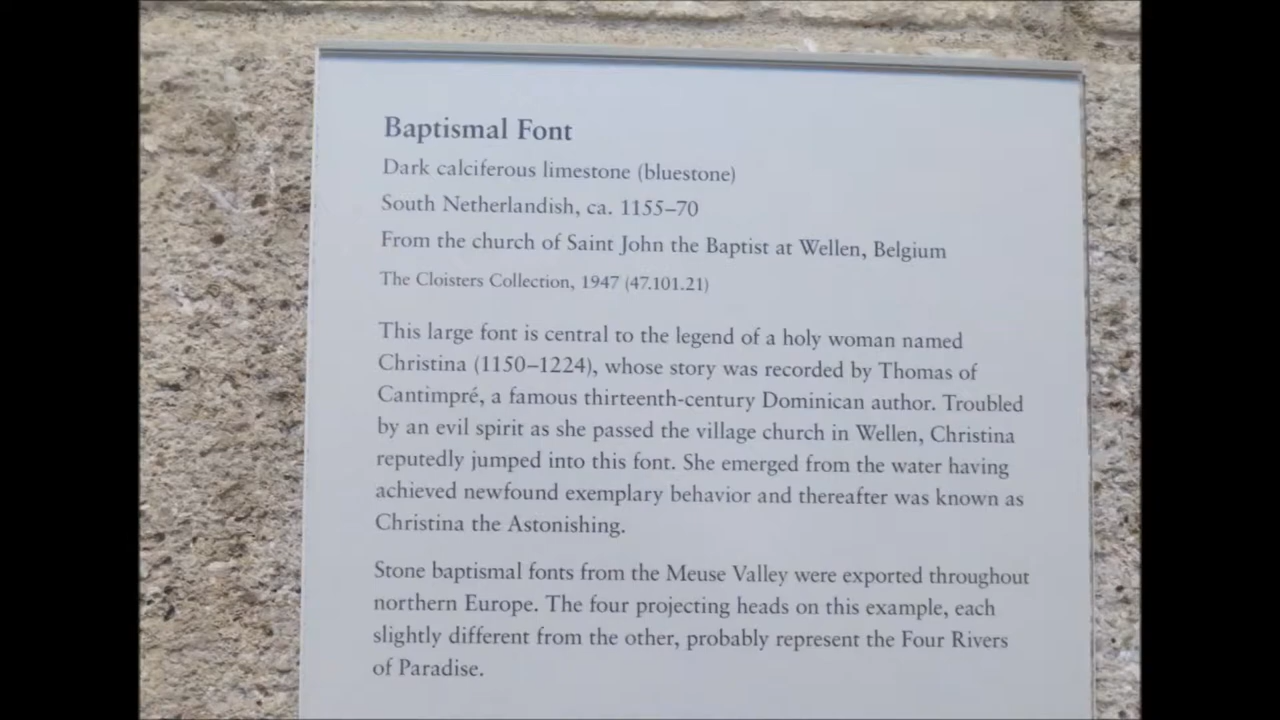 Baptismal Font
Dark calciferous limestone (bluestone)
South Netherlandish, ca. 1155–70
From the church of Saint John the Baptist at Wellen, Belgium
The Cloisters Collection, 1947 (47.101.21)
This large font is central to the legend of a holy woman named
Christina (1150–1224), whose story was recorded by Thomas of
Cantimpré, a famous thirteenth-century Dominican author. Troubled
by an evil spirit as she passed the village church in Wellen, Christina
reputedly jumped into this font. She emerged from the water having
achieved newfound exemplary behavior and thereafter was known as
Christina the Astonishing.
Stone baptismal fonts from the Meuse Valley were exported throughout
northern Europe. The four projecting heads on this example, each
slightly different from the other, probably represent the Four Rivers
of Paradise.